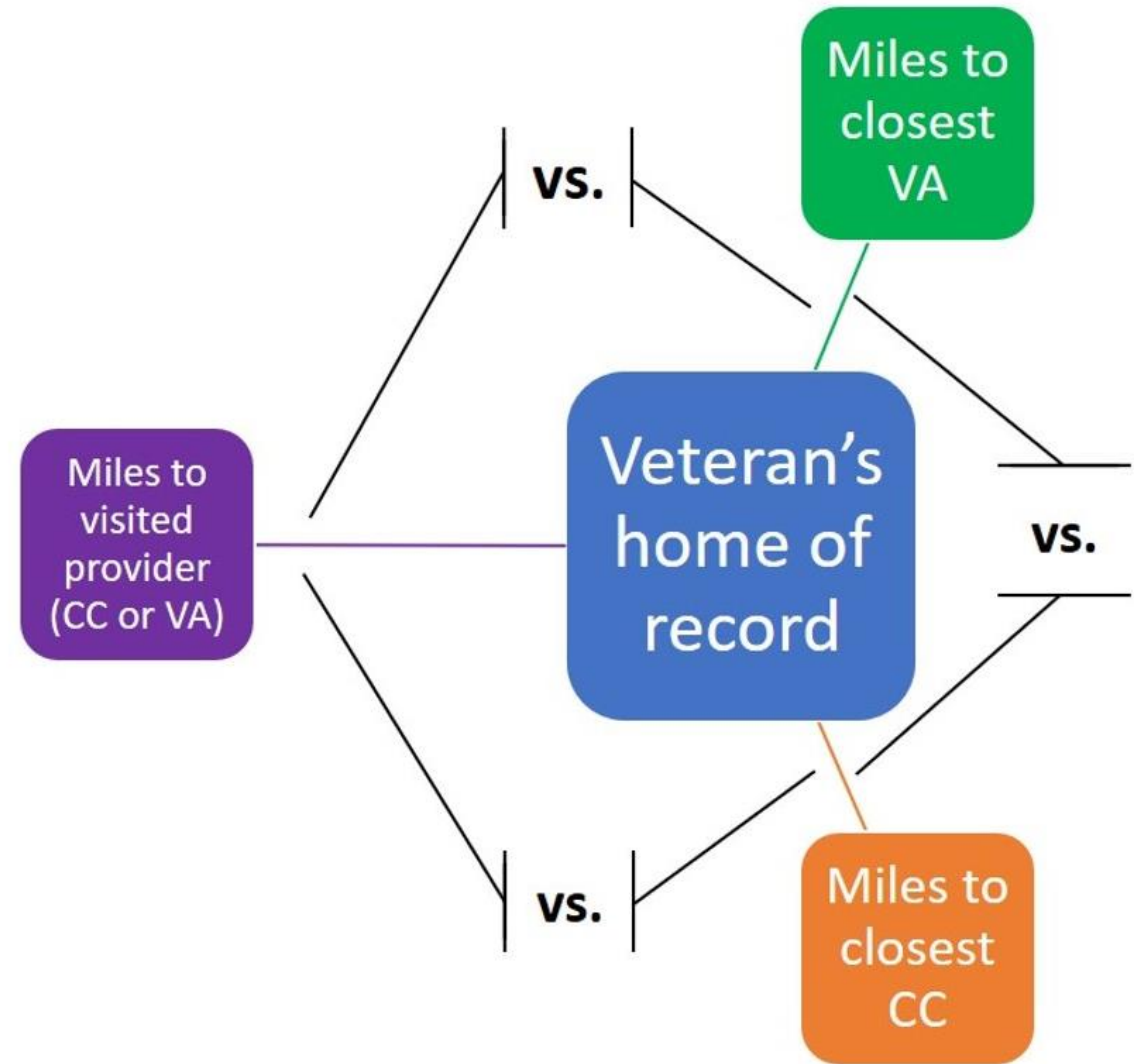 Miles to
closest
VA
vs.
Veteran's
home of
record
Miles to
visited
provider
(CC or VA)
vs.
vs.
Miles to
closest
CC